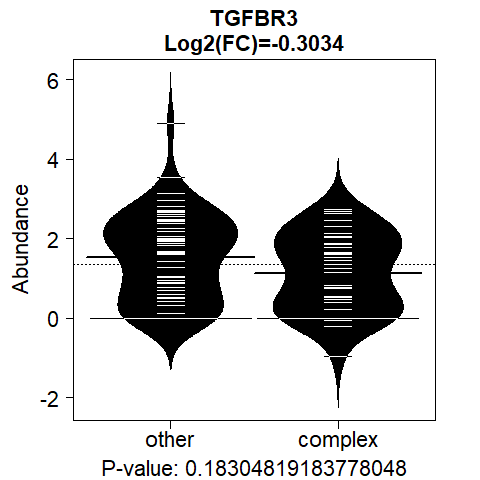 TGFBR3
Log2(FC)=-0.3034
Abundance
6
4
2
0
-2
other complex
P-value: 0.18304819183778048